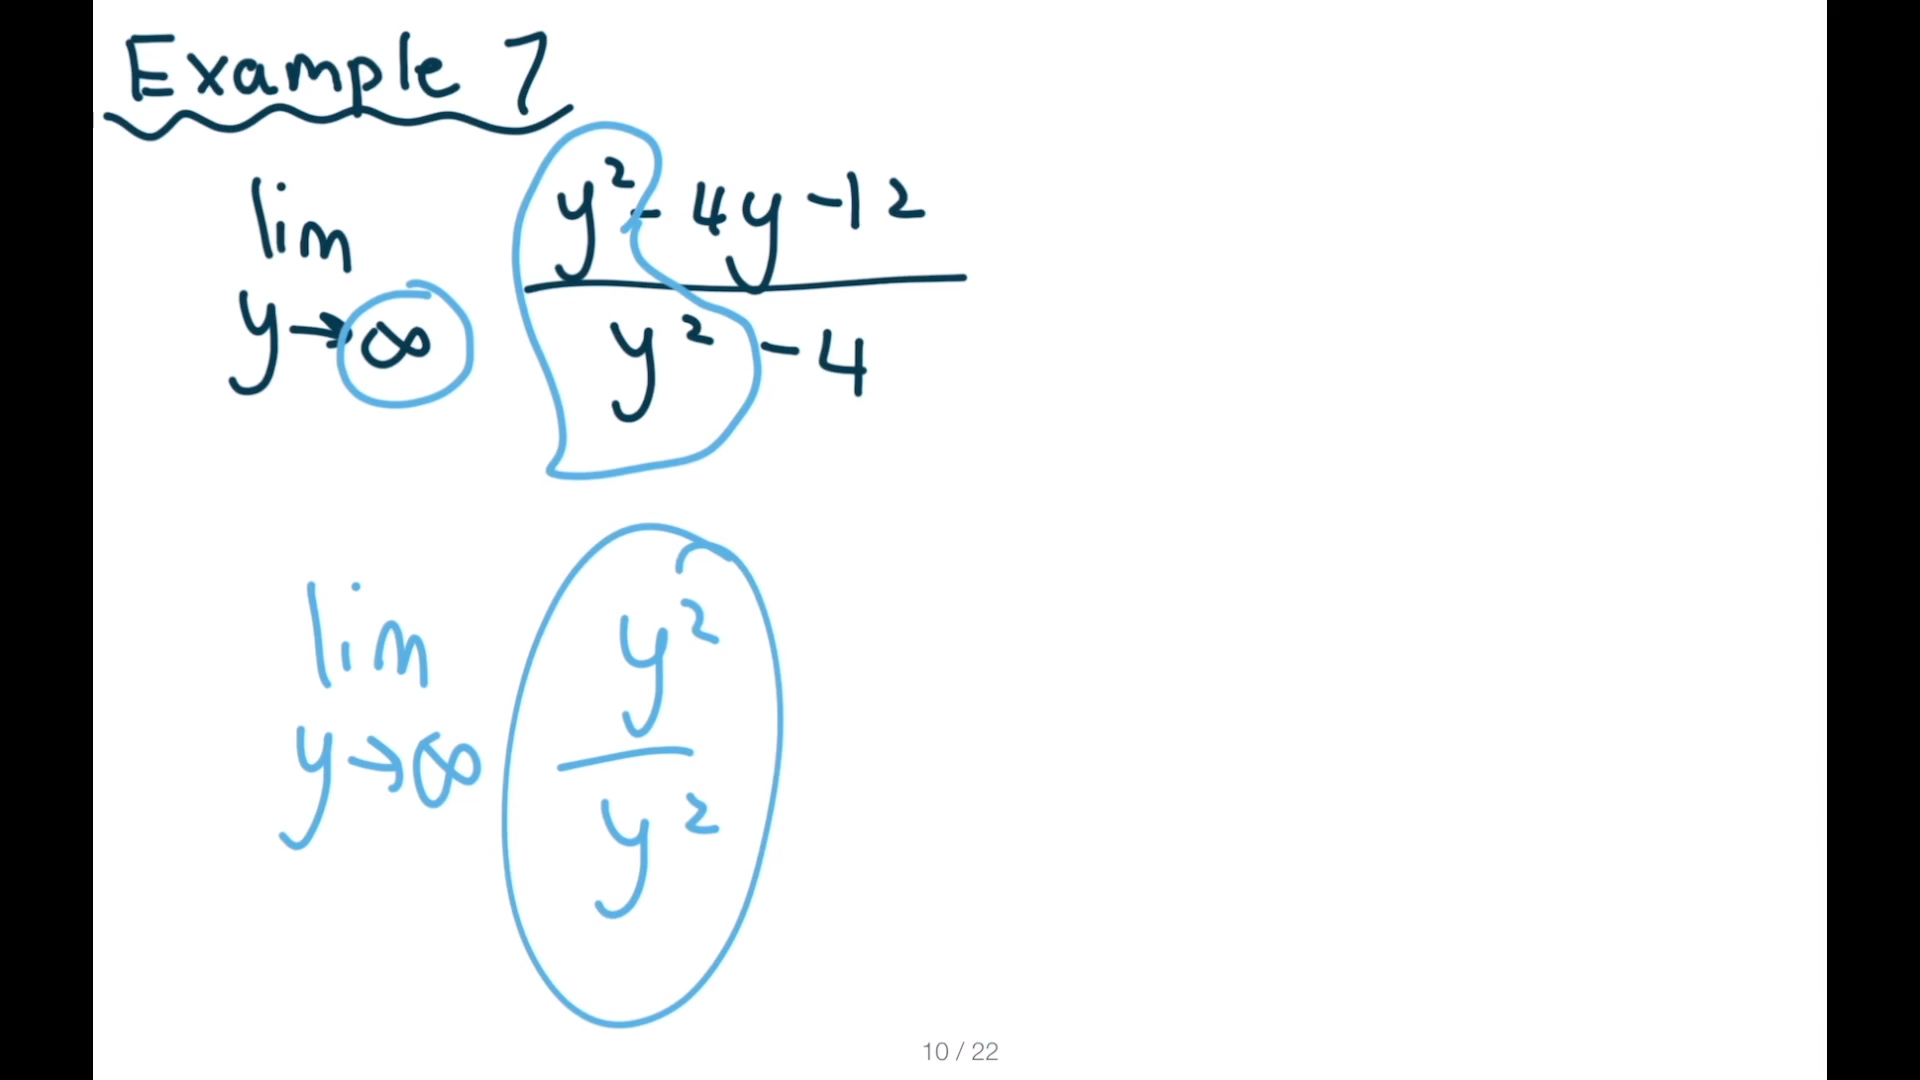 Example 7
lim y→∞ y² - 4y - 12 / y² - 4
lim y→∞ y² / y²
10 / 22